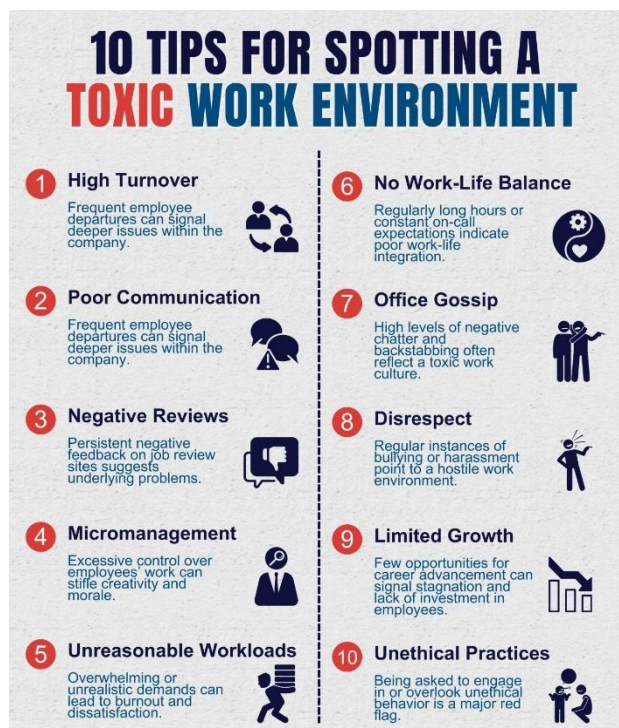 10 TIPS FOR SPOTTING A
TOXIC WORK ENVIRONMENT
1 High Turnover
Frequent employee
departures can signal
deeper issues within the
company.
2 Poor Communication
Frequent employee
departures can signal
deeper issues within the
company.
3 Negative Reviews
Persistent negative
feedback on job review
sites suggests
underlying problems.
4 Micromanagement
Excessive control over
employees' work can
stifle creativity and
morale.
5 Unreasonable Workloads
Overwhelming or
unrealistic demands can
lead to burnout and
dissatisfaction.
6 No Work-Life Balance
Regularly long hours or
constant on-call
expectations indicate
poor work-life
integration.
7 Office Gossip
High levels of negative
chatter and
backstabbing often
reflect a toxic work
culture.
8 Disrespect
Regular instances of
bullying or harassment
point to a hostile work
environment.
9 Limited Growth
Few opportunities for
career advancement can
signal stagnation and
lack of investment in
employees.
10 Unethical Practices
Being asked to engage
in or overlook unethical
behavior is a major red
flag.